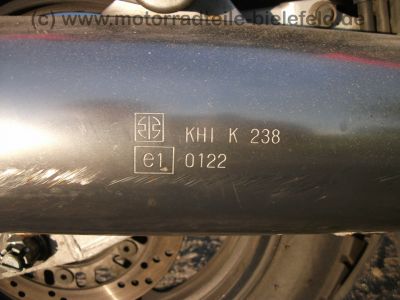 (c) www.motorradteile-bielefeld.de
KHI K 238
e1 0122